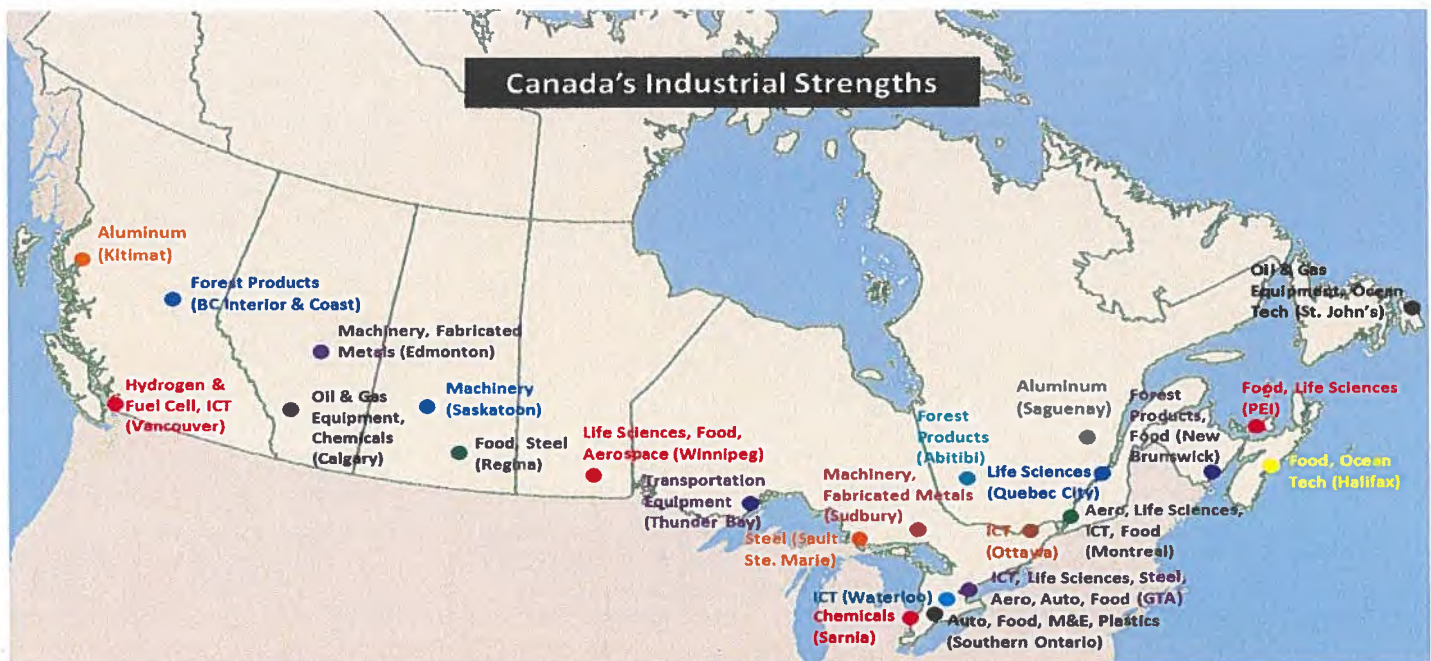 Canada's Industrial Strengths
Aluminum
(Kitimat)
Forest Products
(BC Interior & Coast)
Machinery, Fabricated
Metals (Edmonton)
Hydrogen &
Fuel Cell, ICT
(Vancouver)
Oil & Gas
Equipment,
Chemicals
(Calgary)
Machinery
(Saskatoon)
Food, Steel
(Regina)
Life Sciences, Food,
Aerospace (Winnipeg)
Transportation
Equipment
(Thunder Bay)
Steel (Sault
Ste. Marie)
Machinery,
Fabricated Metals
(Sudbury)
Forest
Products
(Abitibi)
Aluminum
(Saguenay)
Life Sciences
(Quebec City)
ICT
(Ottawa)
Aero, Life Sciences,
ICT, Food
(Montreal)
Forest
Products,
Food (New
Brunswick)
Food, Life Sciences
(PEI)
Food, Ocean
Tech (Halifax)
Oil & Gas
Equipment, Ocean
Tech (St. John's)
ICT, Life Sciences, Steel,
Aero, Auto, Food (GTA)
ICT (Waterloo)
Chemicals
(Sarnia)
Auto, Food, M&E, Plastics
(Southern Ontario)